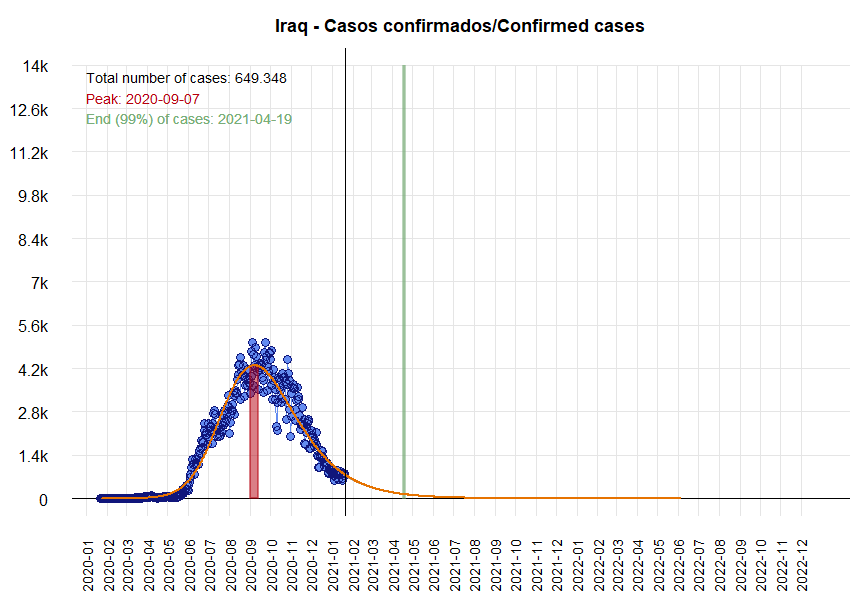 Iraq - Casos confirmados/Confirmed cases
14k
12.6k
11.2k
9.8k
8.4k
7k
5.6k
4.2k
2.8k
1.4k
0
Total number of cases: 649.348
Peak: 2020-09-07
End (99%) of cases: 2021-04-19
2020-01
2020-02
2020-03
2020-04
2020-05
2020-06
2020-07
2020-08
2020-09
2020-10
2020-11
2020-12
2021-01
2021-02
2021-03
2021-04
2021-05
2021-06
2021-07
2021-08
2021-09
2021-10
2021-11
2021-12
2022-01
2022-02
2022-03
2022-04
2022-05
2022-06
2022-07
2022-08
2022-09
2022-10
2022-11
2022-12